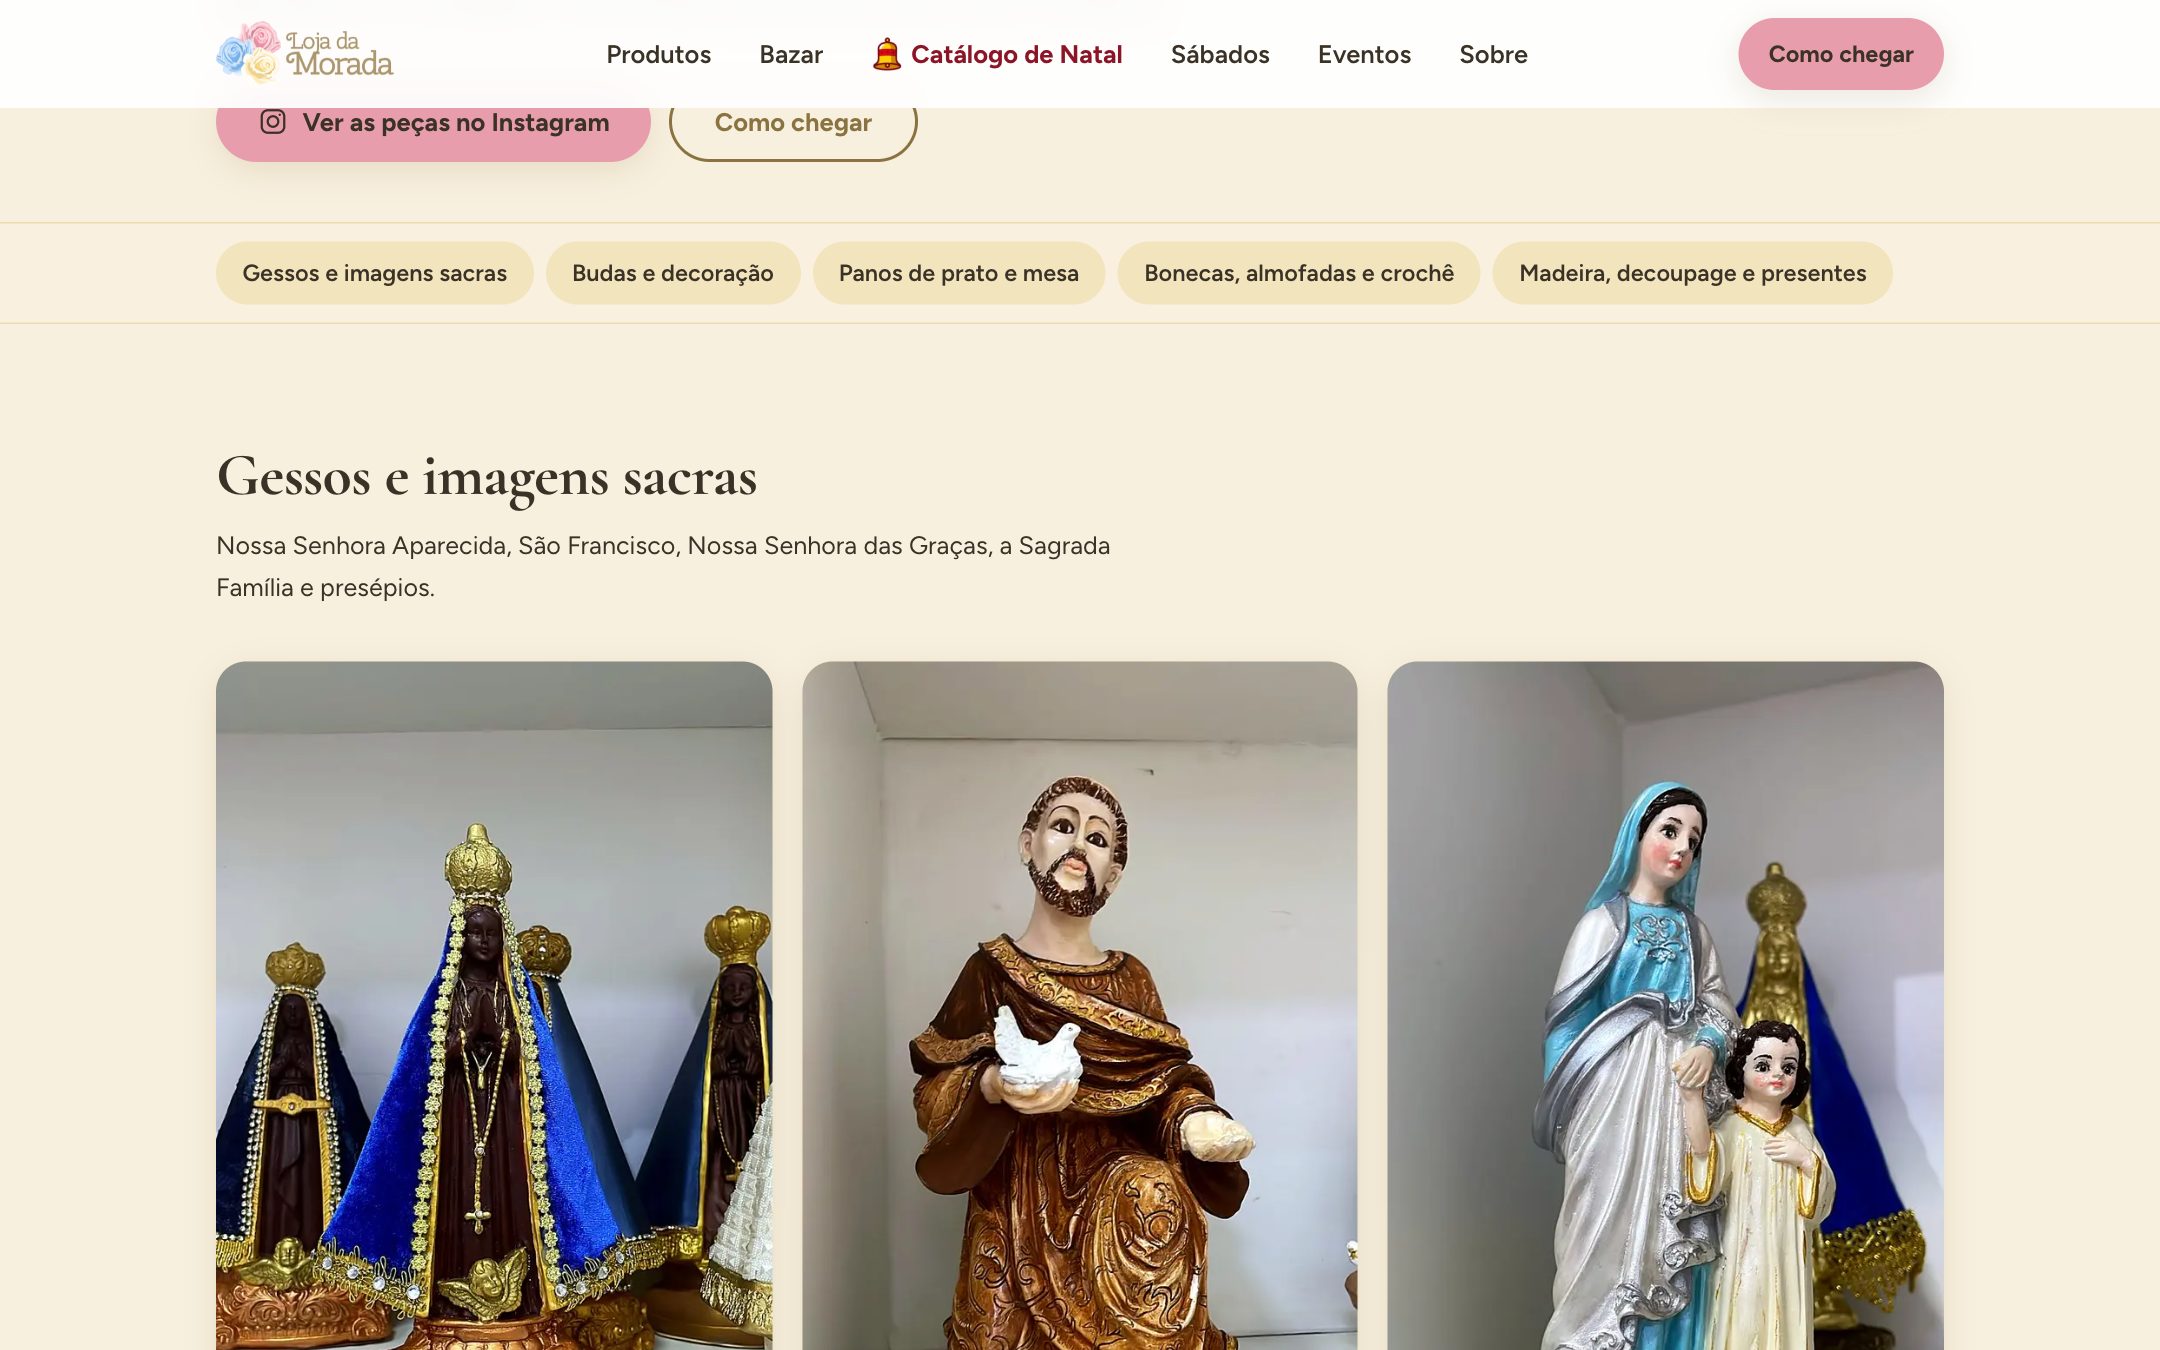 Loja da
Morada
Produtos
Bazar
Catálogo de Natal
Sábados
Eventos
Sobre
Como chegar
Ver as peças no Instagram
Como chegar
Gessos e imagens sacras
Budas e decoração
Panos de prato e mesa
Bonecas, almofadas e crochê
Madeira, decoupage e presentes
Gessos e imagens sacras
Nossa Senhora Aparecida, São Francisco, Nossa Senhora das Graças, a Sagrada
Família e presépios.